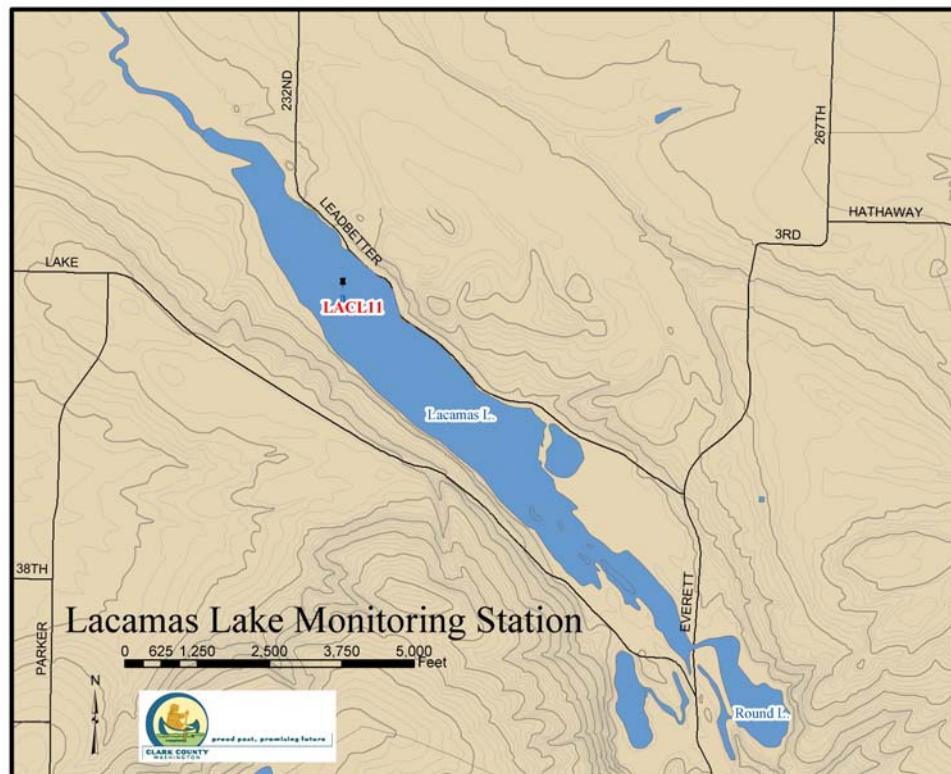 232ND
267TH
LEADBETTER
HATHAWAY
3RD
LAKE
LACL11
Lacamas L.
38TH
EVERETT
Lacamas Lake Monitoring Station
PARKER
0 625 1,250 2,500 3,750 5,000
Feet
N
Round L.
proud past, promising future
CLARK COUNTY
WASHINGTON